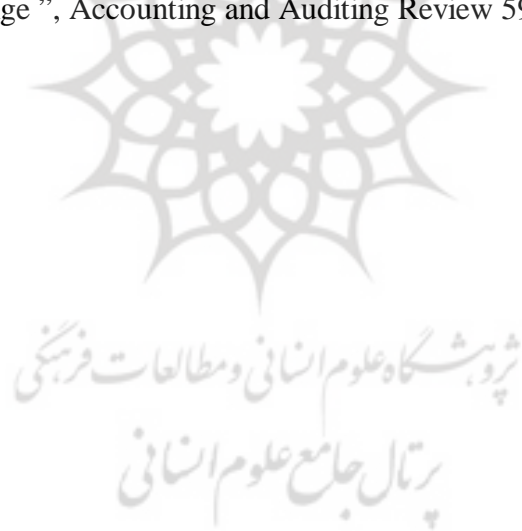 ge ”, Accounting and Auditing Review 59
پژوهشگاه علوم انسانی و مطالعات فرهنگی
پرتال جامع علوم انسانی